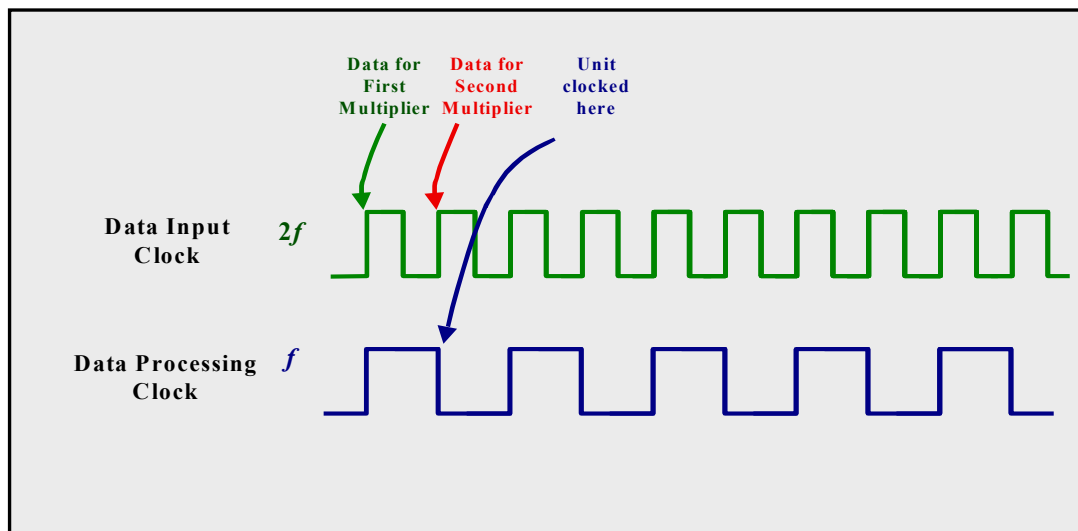 Data for
First
Multiplier
Data for
Second
Multiplier
Unit
clocked
here
Data Input
Clock
2f
Data Processing
Clock
f